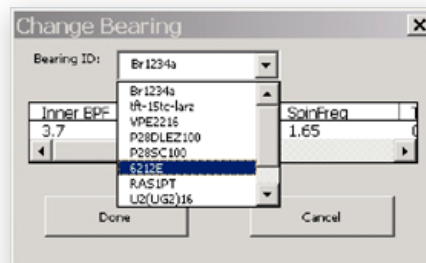 Change Bearing
Bearing ID:
Br1234a
Br1234a
tft-15tc-larz
VPE2216
P28DLEZ100
P28SC100
6212E
RAS1PT
U2(UG2)16
Inner BPF
SpinFreq
3.7
1.65
Done
Cancel